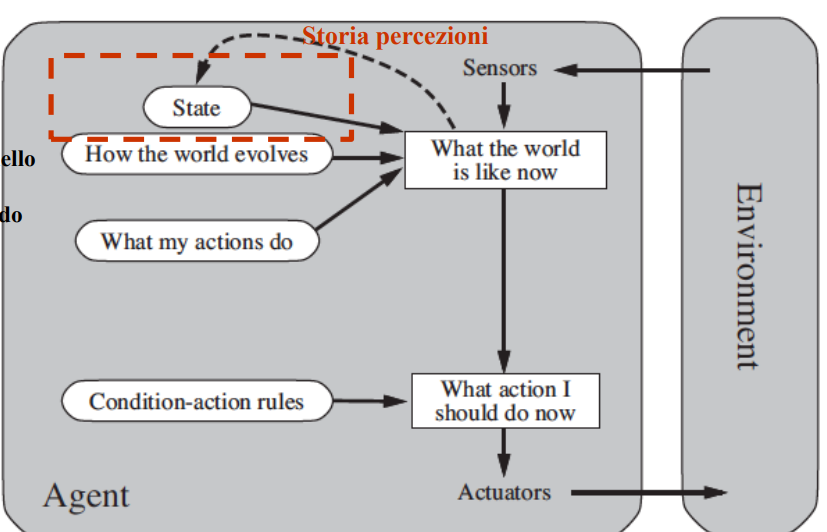 Storia percezioni
Sensors
State
How the world evolves
ello
do
What the world
is like now
What my actions do
Environment
Condition-action rules
What action I
should do now
Agent
Actuators